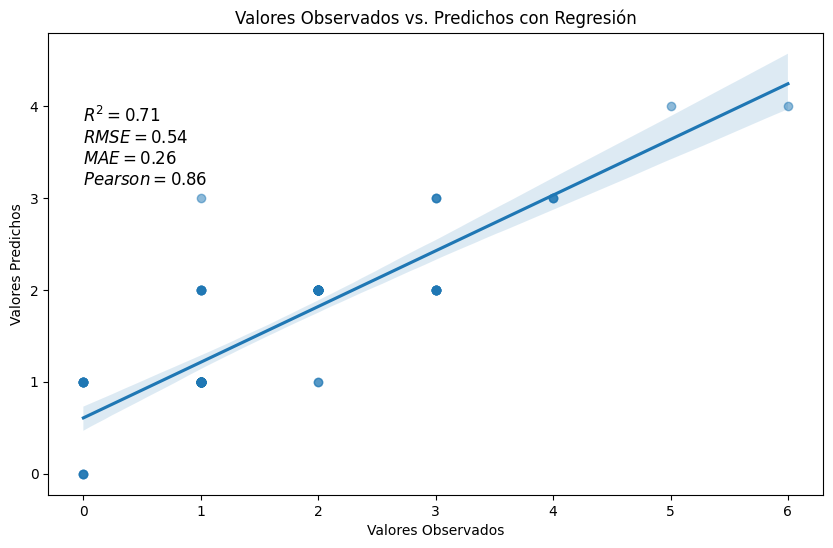 Valores Observados vs. Predichos con Regresión
R² = 0.71
RMSE = 0.54
MAE = 0.26
Pearson = 0.86
Valores Predichos
4
3
2
1
0
0 1 2 3 4 5 6
Valores Observados